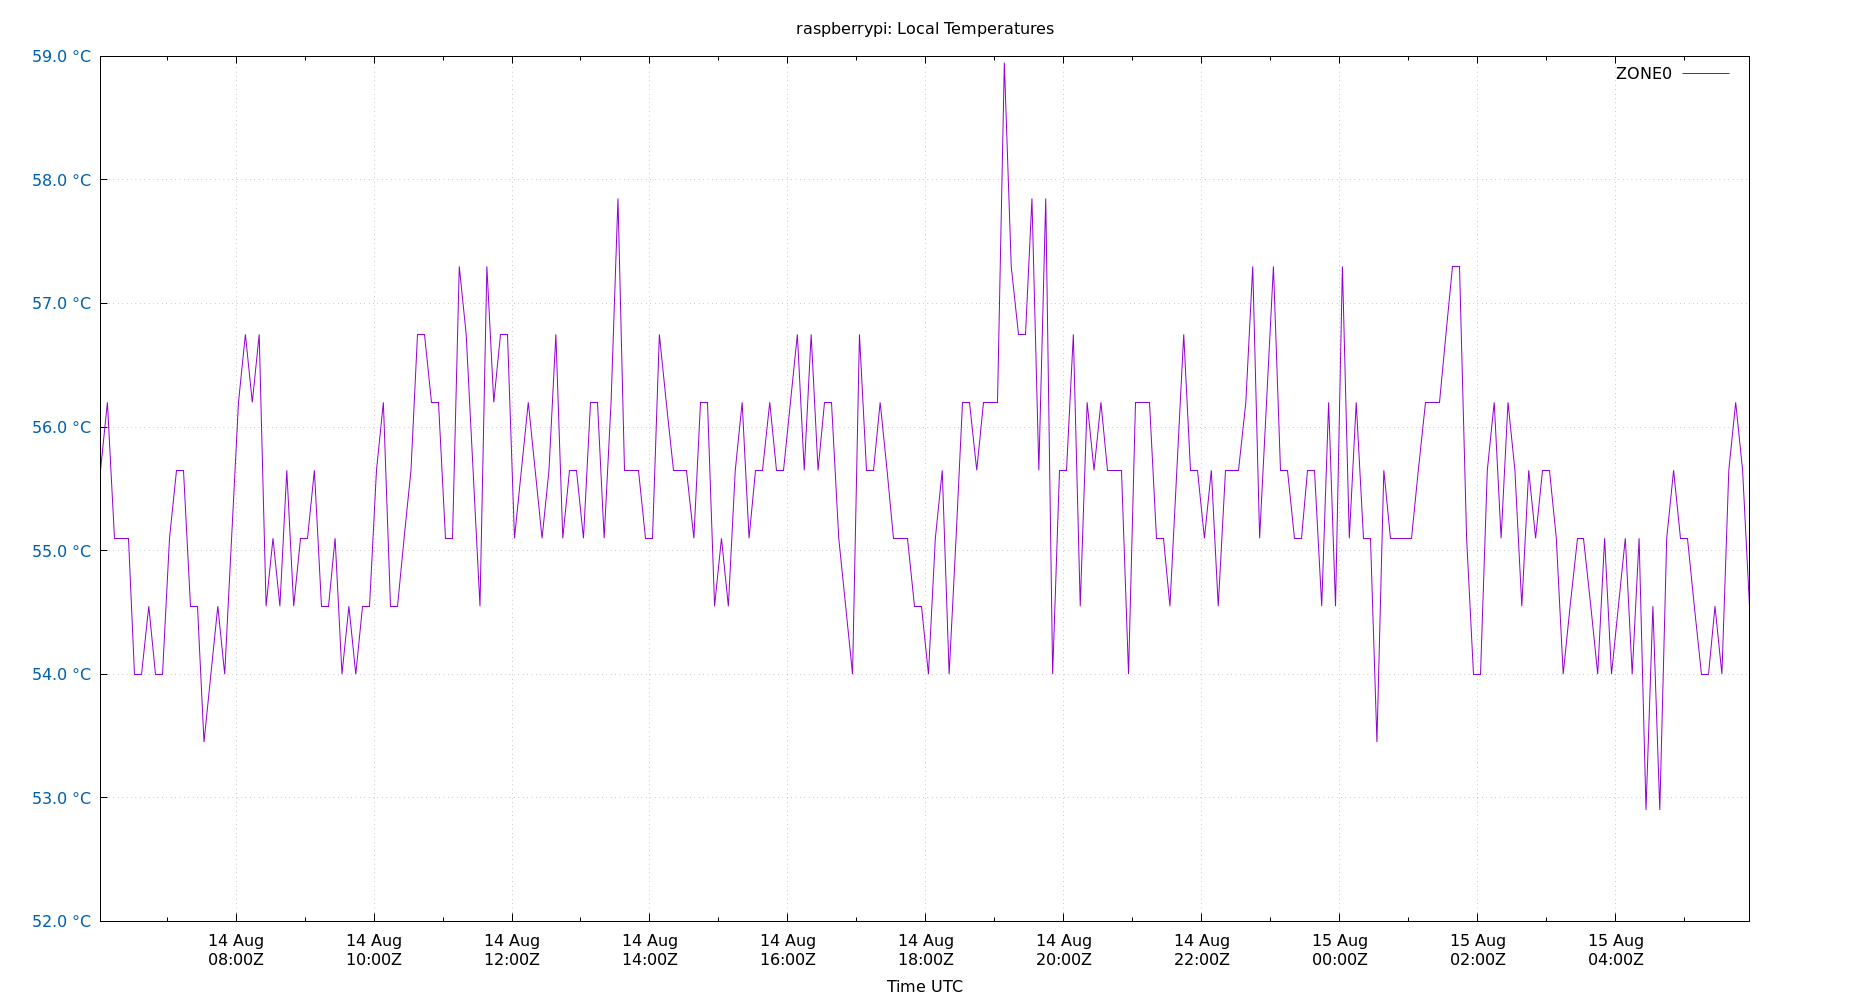 raspberrypi: Local Temperatures
ZONE0
59.0 °C
58.0 °C
57.0 °C
56.0 °C
55.0 °C
54.0 °C
53.0 °C
52.0 °C
14 Aug 14 Aug 14 Aug 14 Aug 14 Aug 14 Aug 14 Aug 14 Aug 15 Aug 15 Aug 15 Aug
08:00Z 10:00Z 12:00Z 14:00Z 16:00Z 18:00Z 20:00Z 22:00Z 00:00Z 02:00Z 04:00Z
Time UTC